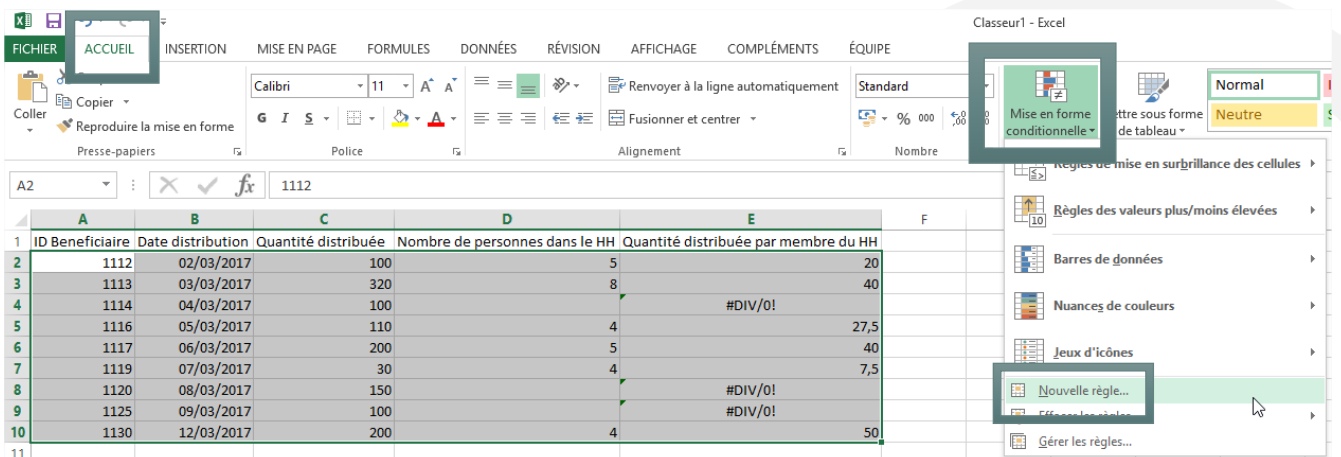 Classeur1 - Excel
FICHIER ACCUEIL INSERTION MISE EN PAGE FORMULES DONNÉES RÉVISION AFFICHAGE COMPLÉMENTS ÉQUIPE
Coller
Copier
Reproduire la mise en forme
Presse-papiers
Calibri 11
G I S
Police
Renvoyer à la ligne automatiquement
Fusionner et centrer
Alignement
Standard
% 000
Nombre
Mise en forme conditionnelle
de tableau
Normal
Neutre
A2 fx 1112
A B C D E F
1 ID Beneficiaire Date distribution Quantité distribuée Nombre de personnes dans le HH Quantité distribuée par membre du HH
2 1112 02/03/2017 100 5 20
3 1113 03/03/2017 320 8 40
4 1114 04/03/2017 100 #DIV/0!
5 1116 05/03/2017 110 4 27,5
6 1117 06/03/2017 200 5 40
7 1119 07/03/2017 30 4 7,5
8 1120 08/03/2017 150 #DIV/0!
9 1125 09/03/2017 100 #DIV/0!
10 1130 12/03/2017 200 4 50
11
Règles de mise en surbrillance des cellules
Règles des valeurs plus/moins élevées
Barres de données
Nuances de couleurs
Jeux d'icônes
Nouvelle règle...
Effacer les règles
Gérer les règles...